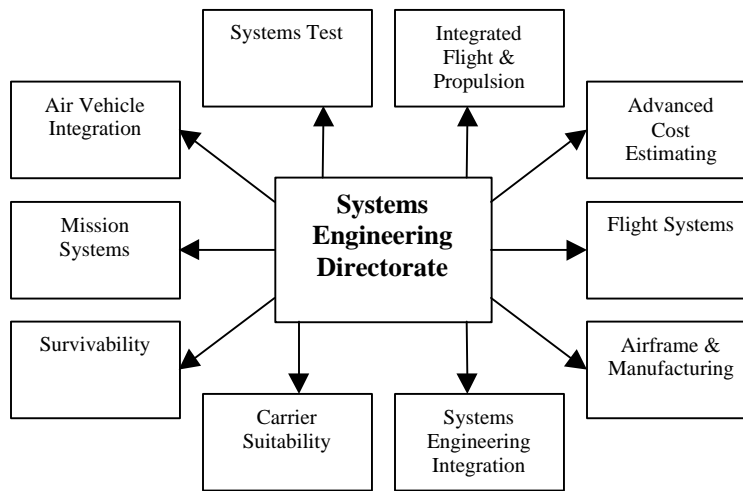 Systems Test
Integrated
Flight &
Propulsion
Air Vehicle
Integration
Advanced
Cost
Estimating
Systems
Engineering
Directorate
Mission
Systems
Flight Systems
Survivability
Airframe &
Manufacturing
Carrier
Suitability
Systems
Engineering
Integration